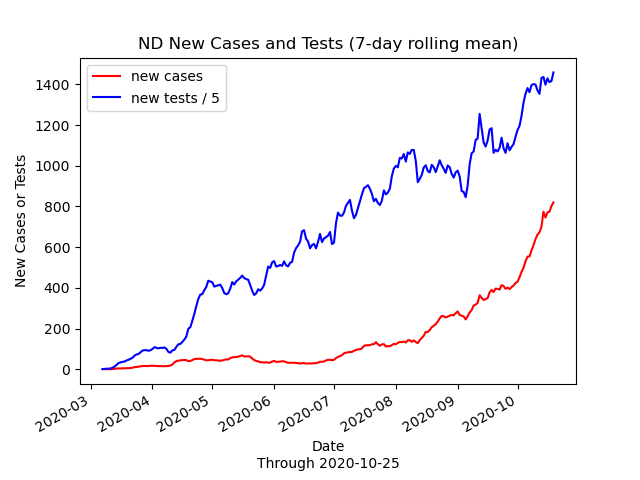 ND New Cases and Tests (7-day rolling mean)
new cases
new tests / 5
New Cases or Tests
1400
1200
1000
800
600
400
200
0
2020-03
2020-04
2020-05
2020-06
2020-07
2020-08
2020-09
2020-10
Date
Through 2020-10-25